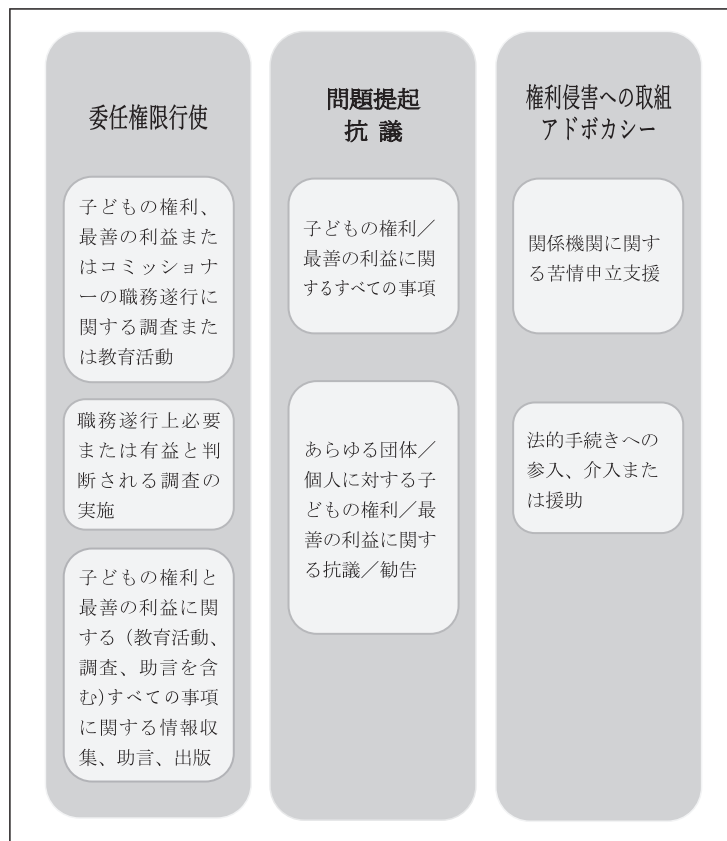 委任権限行使
子どもの権利、
最善の利益また
はコミッショナ
ーの職務遂行に
関する調査また
は教育活動
職務遂行上必要
または有益と判
断される調査の
実施
子どもの権利と
最善の利益に関
する（教育活動、
調査、助言を含
む)すべての事項
に関する情報収
集、助言、出版
問題提起
抗 議
子どもの権利／
最善の利益に関
するすべての事項
あらゆる団体／
個人に対する子
どもの権利／最
善の利益に関す
る抗議／勧告
権利侵害への取組
アドボカシー
関係機関に関す
る苦情申立支援
法的手続きへの
参入、介入また
は援助